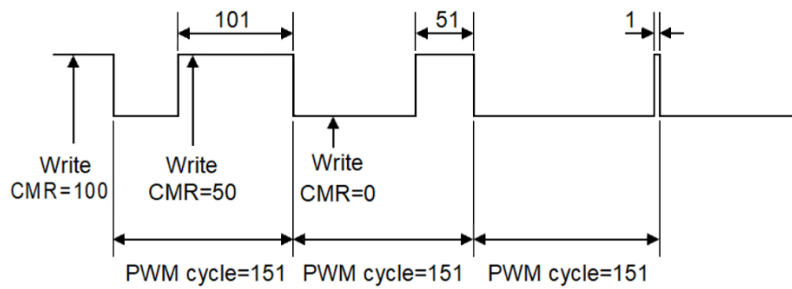 101
51
1
Write
CMR=100
Write
CMR=50
Write
CMR=0
PWM cycle=151
PWM cycle=151
PWM cycle=151